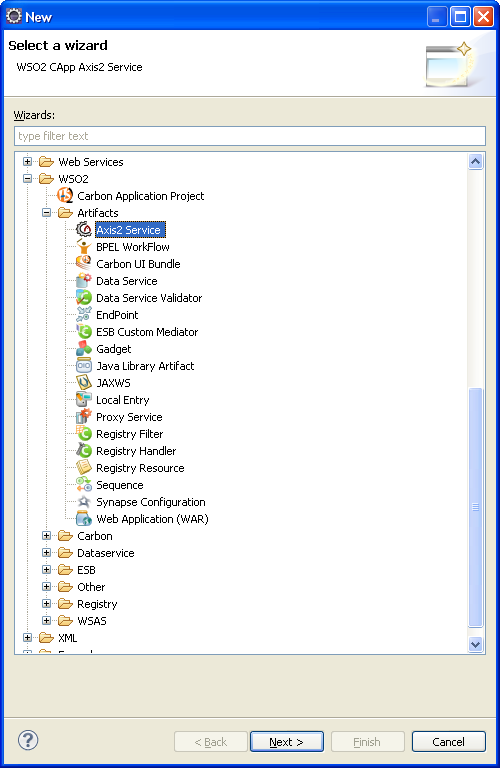 New
Select a wizard
WSO2 CApp Axis2 Service
Wizards:
type filter text
Web Services
WSO2
Carbon Application Project
Artifacts
Axis2 Service
BPEL WorkFlow
Carbon UI Bundle
Data Service
Data Service Validator
EndPoint
ESB Custom Mediator
Gadget
Java Library Artifact
JAXWS
Local Entry
Proxy Service
Registry Filter
Registry Handler
Registry Resource
Sequence
Synapse Configuration
Web Application (WAR)
Carbon
Dataservice
ESB
Other
Registry
WSAS
XML
< Back Next > Finish Cancel